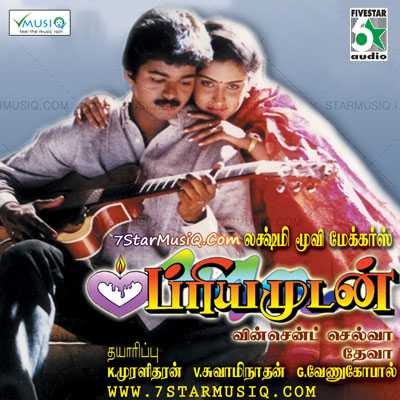 VMUSIQ
feel the music rain
FIVESTAR
audio
7StarMusiQ.Com
லசஷ்மி மூவி மேக்கர்ஸ்
ப்ரியமுடன்
வின்சென்ட் செல்வா
தேவா
தயாரிப்பு
K.முரளிதரன் V.சுவாமிநாதன் G.வேணுகோபால்
WWW.7STARMUSIQ.COM